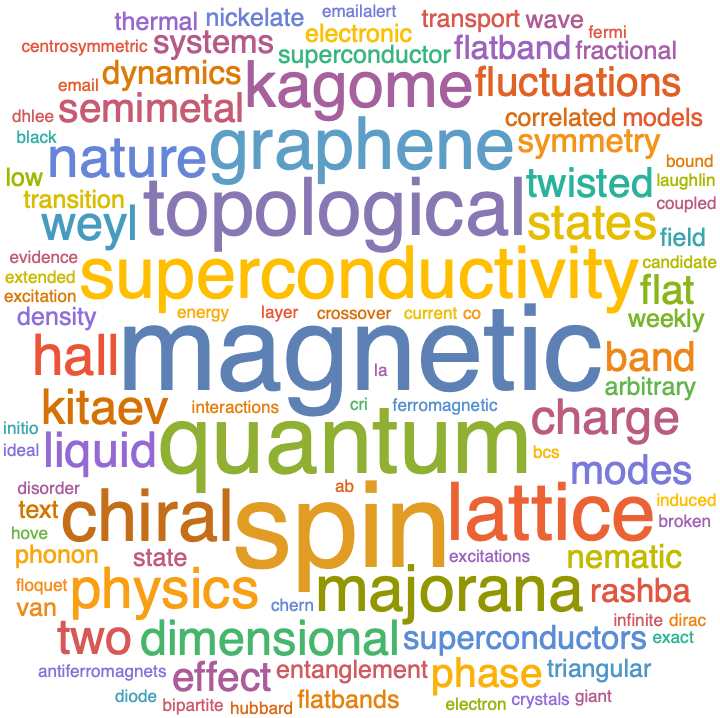 emailalert
thermal nickelate electronic transport wave fermi
centrosymmetric systems superconductor flatband fractional
email dynamics kagome fluctuations
dhlee semimetal correlated models
black nature graphene symmetry bound
low twisted laughlin
transition weyl topological states coupled
field
evidence superconductivity candidate
extended flat
excitation
density energy layer crossover current co weekly
hall magnetic band
la arbitrary
kitaev interactions cri ferromagnetic charge
initio
ideal liquid quantum bcs modes
disorder ab induced
text chiral spin lattice broken
hove
phonon state excitations nematic
floquet physics majorana rashba
van chern infinite dirac
two dimensional superconductors exact
antiferromagnets effect entanglement phase triangular
diode bipartite hubbard flatbands electron crystals giant